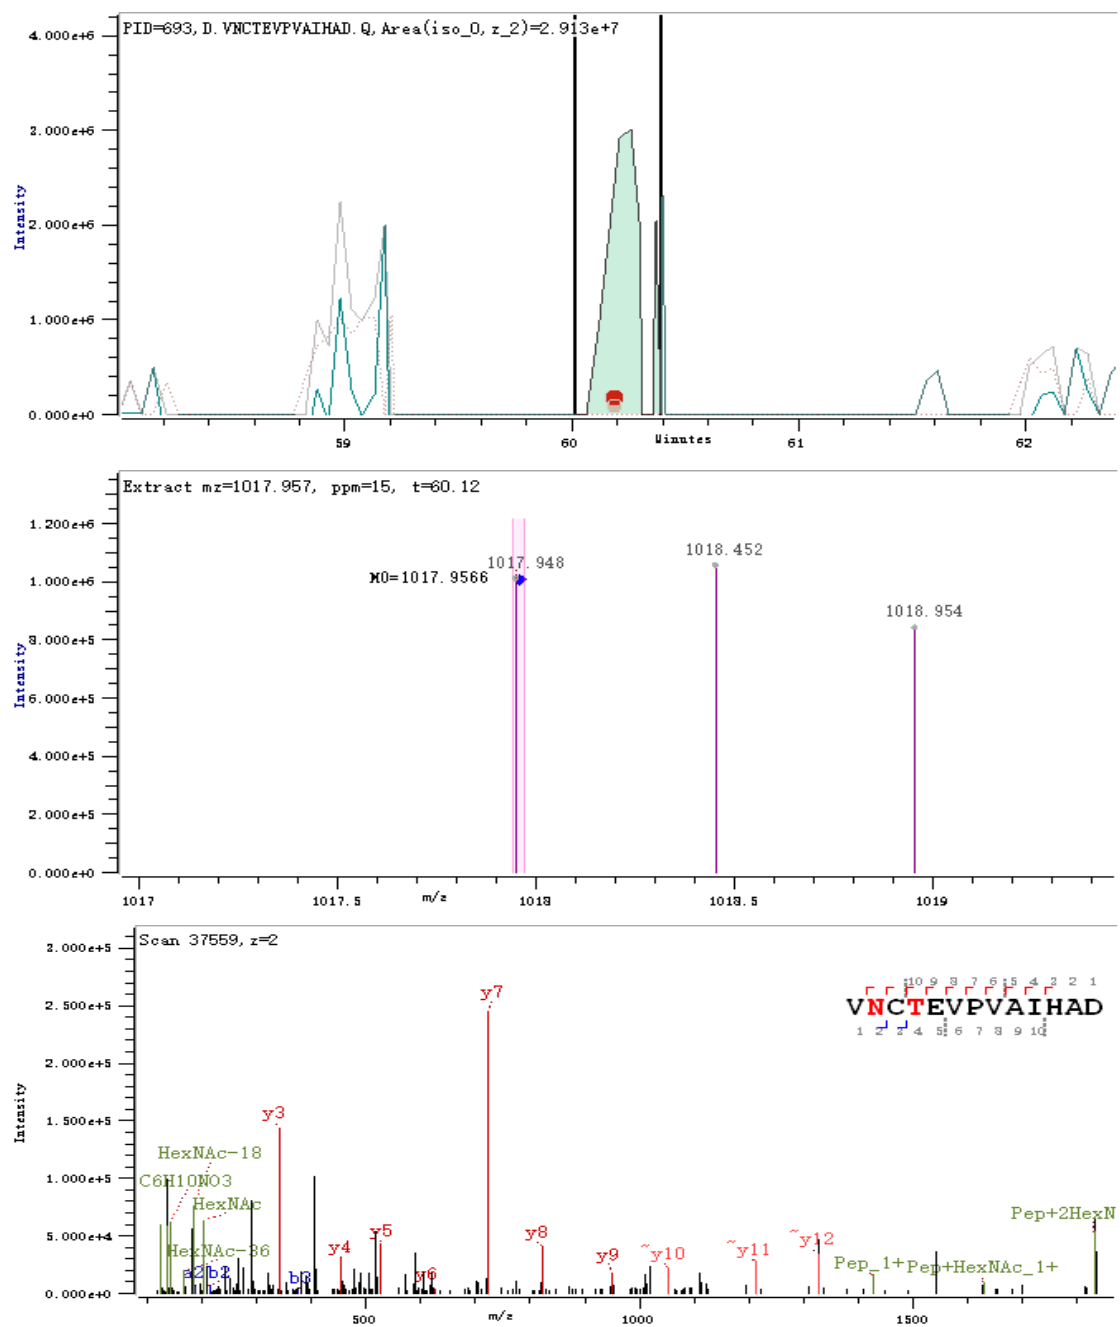 PID=693, D. VNCTEVPVAIHAD. Q, Area(iso_0, z_2)=2.913e+7
4.000e+6
2.000e+6
2.000e+6
1.000e+6
0.000e+0
Intensity
59
60
Minutes
61
62
Extract mz=1017.957, ppm=15, t=60.12
1.200e+6
1.000e+6
8.000e+5
6.000e+5
4.000e+5
2.000e+5
0.000e+0
Intensity
M0=1017.9566
1017.948
1018.452
1018.954
1017
1017.5
m/z
1018
1018.5
1019
Scan 37559, z=2
2.000e+5
2.500e+5
2.000e+5
1.500e+5
1.000e+5
5.000e+4
0.000e+0
Intensity
10 9 8 7 6 5 4 2 2 1
VNCTEVPVAIHAD
1 2 3 4 5 6 7 8 9 10
y7
y3
HexNAc-18
C6H10NO3
HexNAc
HexNAc-36
a2 b2
b3
y4
y5
y6
y8
y9
~y10
~y11
~y12
Pep_1+
Pep+HexNAc_1+
Pep+2HexN
500
m/z
1000
1500